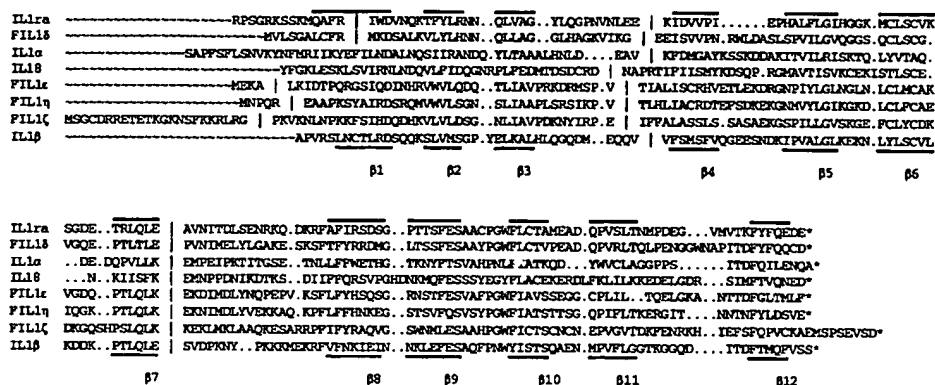 IL1ra ~~~~~~~~RPSGRKSSKMQAFR | IWDVNQKTFYLRNN..QLVAG.YLQGPNVNLEE | KIDVVPI.......EPHALFLGIHGGK.MCLSCVK
FIL1δ ~~~~~~~~MVLSGALCFR.| MKDSALKVLYLHNN..QLLAG.GLHAGKVIKG. EEISVVPN.RWLDASLSPVILGVQGGS.QCLSCG.
IL1α ~~~~~~~~SAPFSFLSNVKYNFMRIIKYEFILNDALNQSIIRANDQ.YLTAAALHNLD...EAV | KFDMGAYKSSKDDAKITVILRISKTQ.LYVTAQ.
IL18 ~~~~~~~~YFGKLESKLSVIRNLNDQVLFIDQGNRPLFEDMTDSDCRD | NAPRTIFIISMYKDSQP.RGMAVTISVKCEKISTLSCE.
FIL1ε ~~~~~~~~MEKA | LKIDTPQRGSIQDINHRVWVLQDQ..TLIAVPRKDRMSP.V | TIALISCRHVETLEKDRGNPIYLGLNGLN.LCLMCAK
FIL1η ~~~~~~~~MNPQR | EAAPKSYAIRDSRQMVWVLSGN..SLIAAPLSRSIKP.V TLHLIACRDTEFSDKEKGNMVYLGIKGKD.LCLFCAE
FIL1ζ MSGCDRRETETKGKNSFKKRLRG | PKVKNLNPKKFSIHDQDMKVLVLDSG..NLIAVPDKNYIRP.E | IFFALASSLS.SASAEKGSPILLGVSKGE.FCLYCDK
IL1β ~~~~~~~~APVRSLNCTLRDSQQKSLVMSGP.YELKALHLQGQDM.EQQV | VFSMSFVQGEESNDKIPVALGLKEKN.LYLSCVL
β1 β2 β3 β4 β5 β6
IL1ra SGDE..TRLQLE | AVNITDLSENRKQ.DKRFAFIRSDSG.PTTSFESAACPGWFLCTAMEAD.QPVSLTNMPDEG..VMVTKFYFQEDE*
FIL1δ VGQE..PTLTLE | PVNIMELYLGAKE.SKSFTFYRRDMG.LTSSFESAAYPGWFLCTVPEAD.QPVRLTQLPENGGWNAPITDFYFQQCD*
IL1α .DE.DQPVLLK | EMPEIPKTITGSE..TNLLFFWETHG.TKNYFTSVAHPNLFIATKQD.YWVCLAGGPPS....ITDFQILENQA*
IL18 ..N.KIISFK | EMNPPDNIKDTKS..DIIFFQRSVPGHDNKMQFESSSYEGYFLACEKERDLFKLILKKEDELGDR..SIMFTVQNED*
FIL1ε VGDQ..PTLQLK | EKDIMDLYNQPEPV.KSFLFYHSQSG.RNSTFESVAFPGWFIAVSSEGG.CPLIL.TQELGKA.NTTDFGLTMLF*
FIL1η IQGK..PTLQLK | EKNIMDLYVEKKAQ.KPFLFFHNKEG.STSVFQSVSYPGWFIATSTTSG.QPIFLTKERGIT..NNTNFYLDSVE*
FIL1ζ DKGQSHPSLQLK | KEKLMKLAAQKESARRPFIFYRAQVG.SWNMLESAAHPGWFICTSCNCN.EPVGVTDKFENRKH.IEFSFQPVCKAEMSPSEVSD*
IL1β KDDK..PTLQLE | SVDPKNY.PKKKMEKRFVFNKIEIN.NKLEFESAQFPNWYISTSQAEN.MPVFLGGTKGGQD...ITDFTMQFVSS*
β7 β8 β9 β10 β11 β12